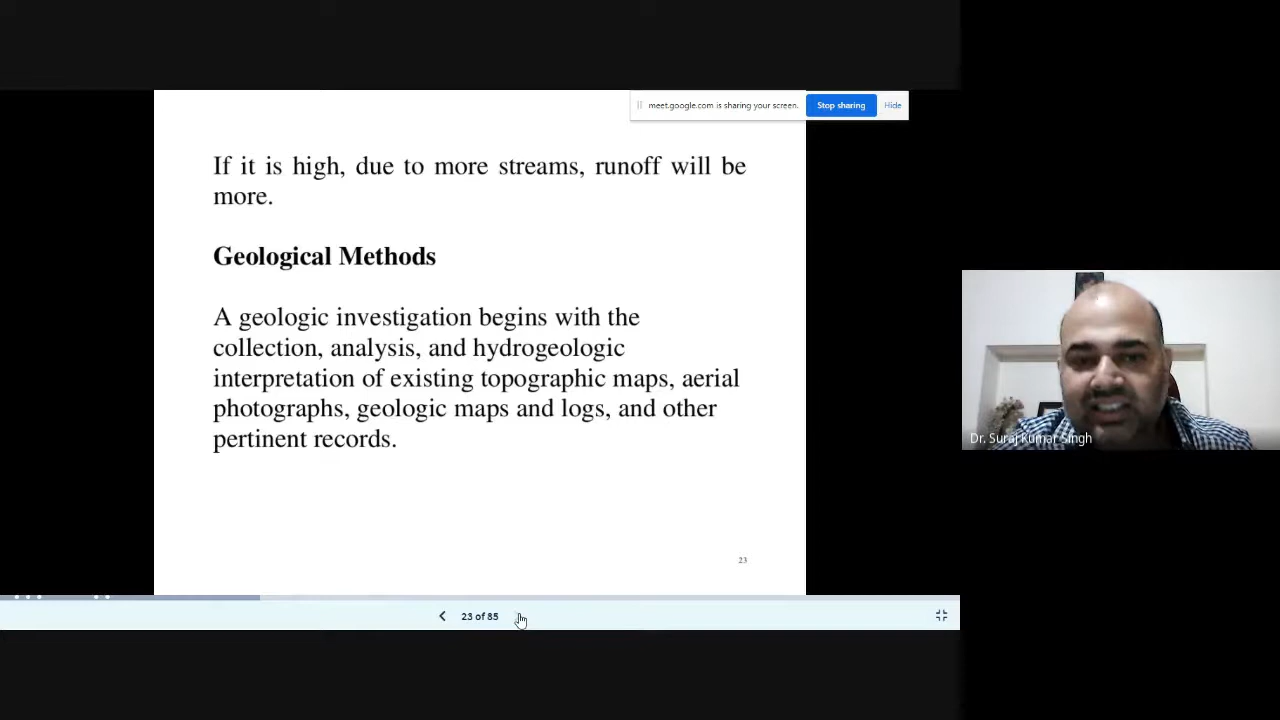 meet.google.com is sharing your screen.
Stop sharing
Hide
If it is high, due to more streams, runoff will be
more.
Geological Methods
A geologic investigation begins with the
collection, analysis, and hydrogeologic
interpretation of existing topographic maps, aerial
photographs, geologic maps and logs, and other
pertinent records.
23
23 of 85
Dr. Suraj Kumar Singh